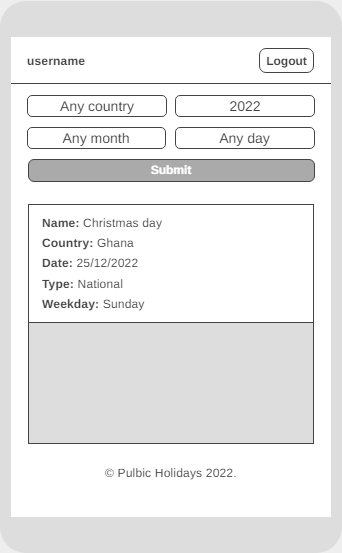 username
Logout
Any country
2022
Any month
Any day
Submit
Name: Christmas day
Country: Ghana
Date: 25/12/2022
Type: National
Weekday: Sunday
© Pulbic Holidays 2022.